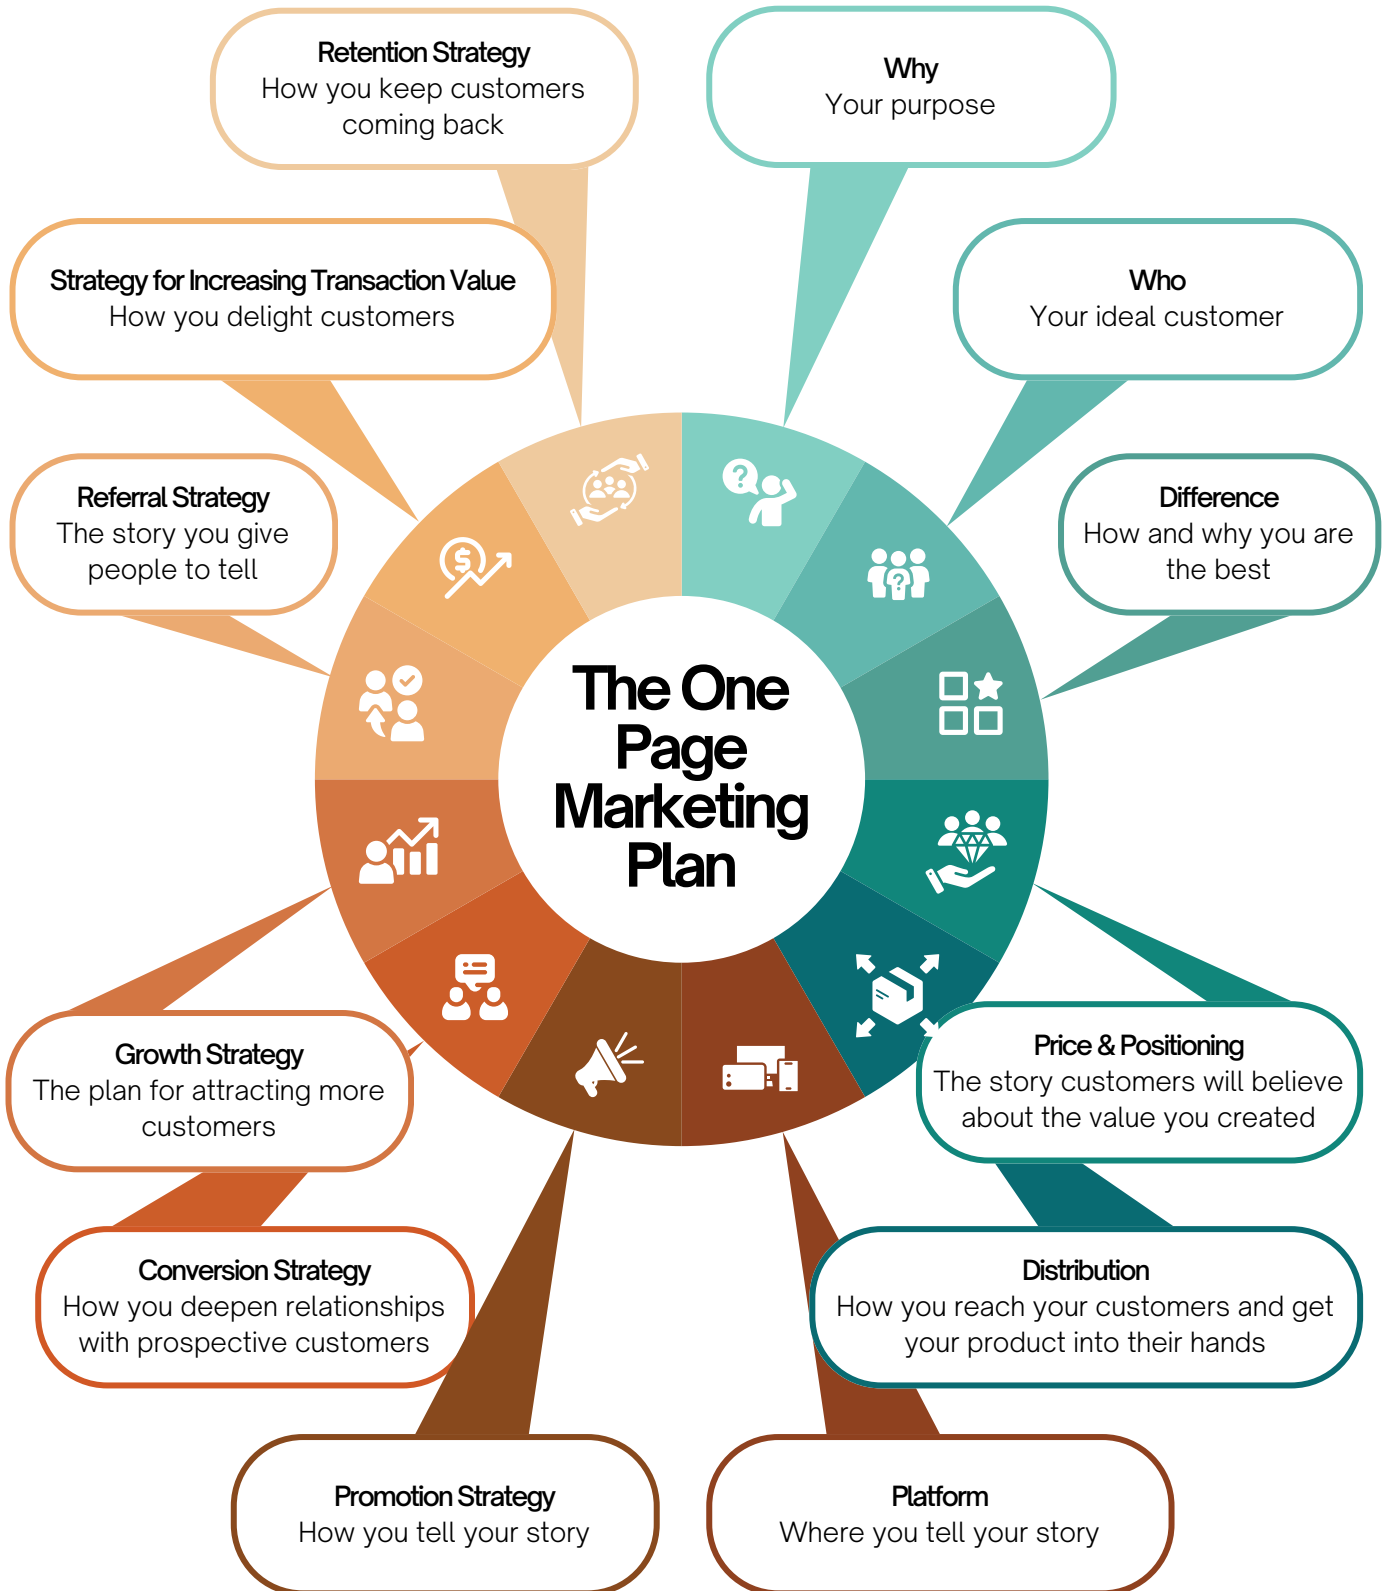 The One
Page
Marketing
Plan
Why
Your purpose
Who
Your ideal customer
Difference
How and why you are
the best
Price & Positioning
The story customers will believe
about the value you created
Distribution
How you reach your customers and get
your product into their hands
Platform
Where you tell your story
Promotion Strategy
How you tell your story
Conversion Strategy
How you deepen relationships
with prospective customers
Growth Strategy
The plan for attracting more
customers
Referral Strategy
The story you give
people to tell
Strategy for Increasing Transaction Value
How you delight customers
Retention Strategy
How you keep customers
coming back